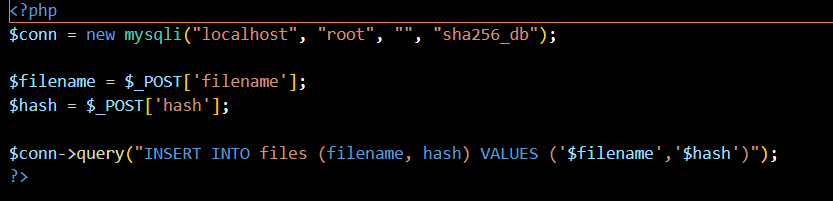 <?php
$conn = new mysqli("localhost", "root", "", "sha256_db");
$filename = $_POST['filename'];
$hash = $_POST['hash'];
$conn->query("INSERT INTO files (filename, hash) VALUES ('$filename','$hash')");
?>